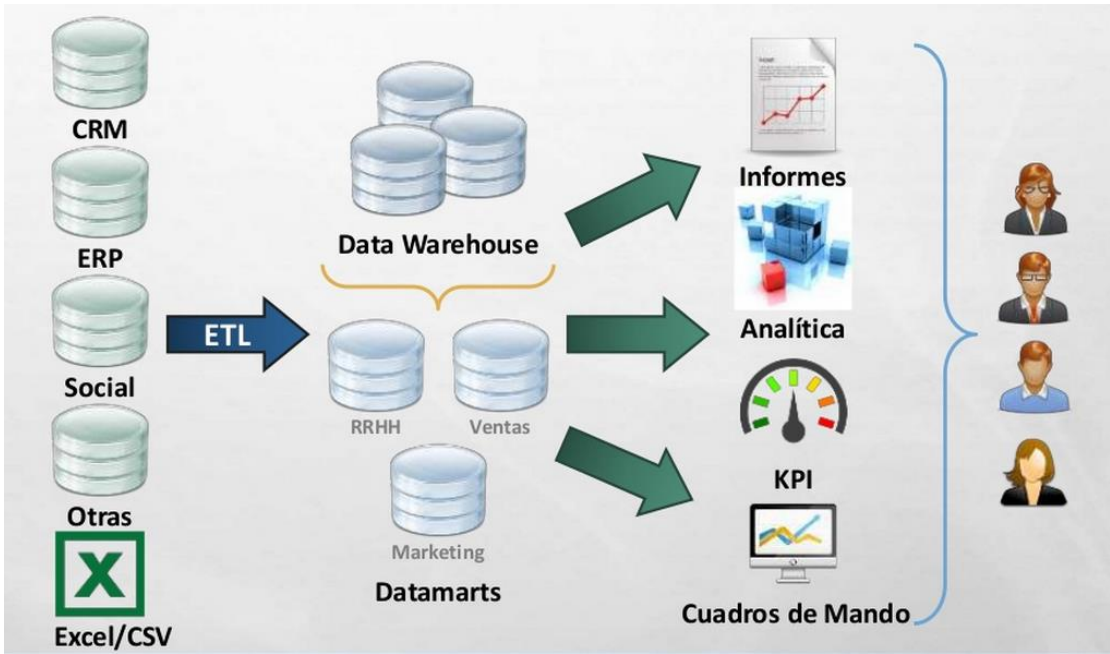 CRM
ERP
Social
Otras
X
Excel/CSV
ETL
Data Warehouse
RRHH
Ventas
Marketing
Datamarts
Informes
Analítica
KPI
Cuadros de Mando